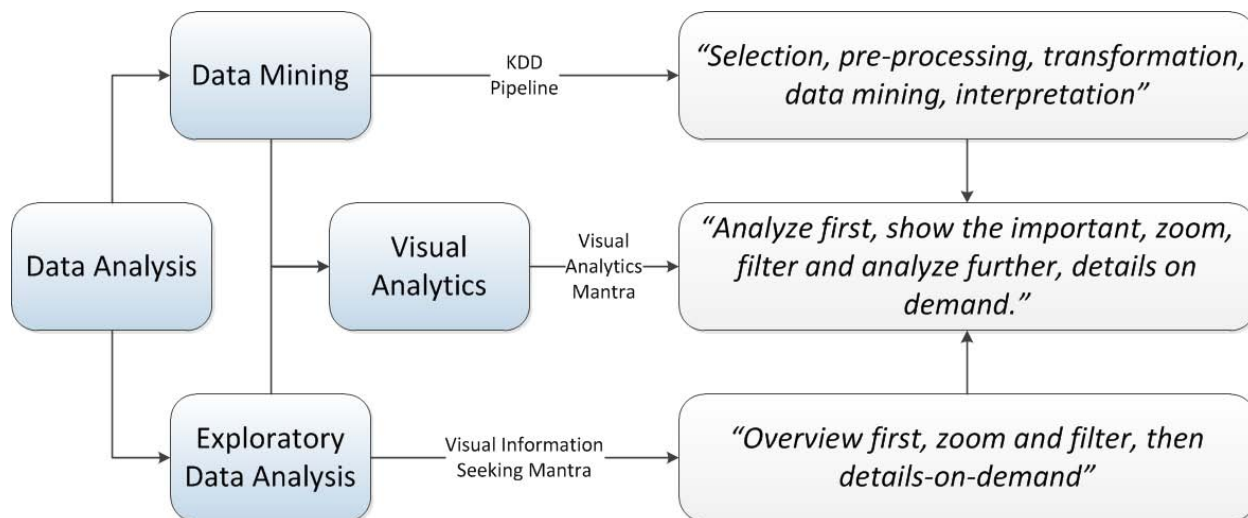 Data Mining
KDD
Pipeline
“Selection, pre-processing, transformation,
data mining, interpretation”
Data Analysis
Visual
Analytics
Visual
Analytics
Mantra
“Analyze first, show the important, zoom,
filter and analyze further, details on
demand.”
Exploratory
Data Analysis
Visual Information
Seeking Mantra
“Overview first, zoom and filter, then
details-on-demand”